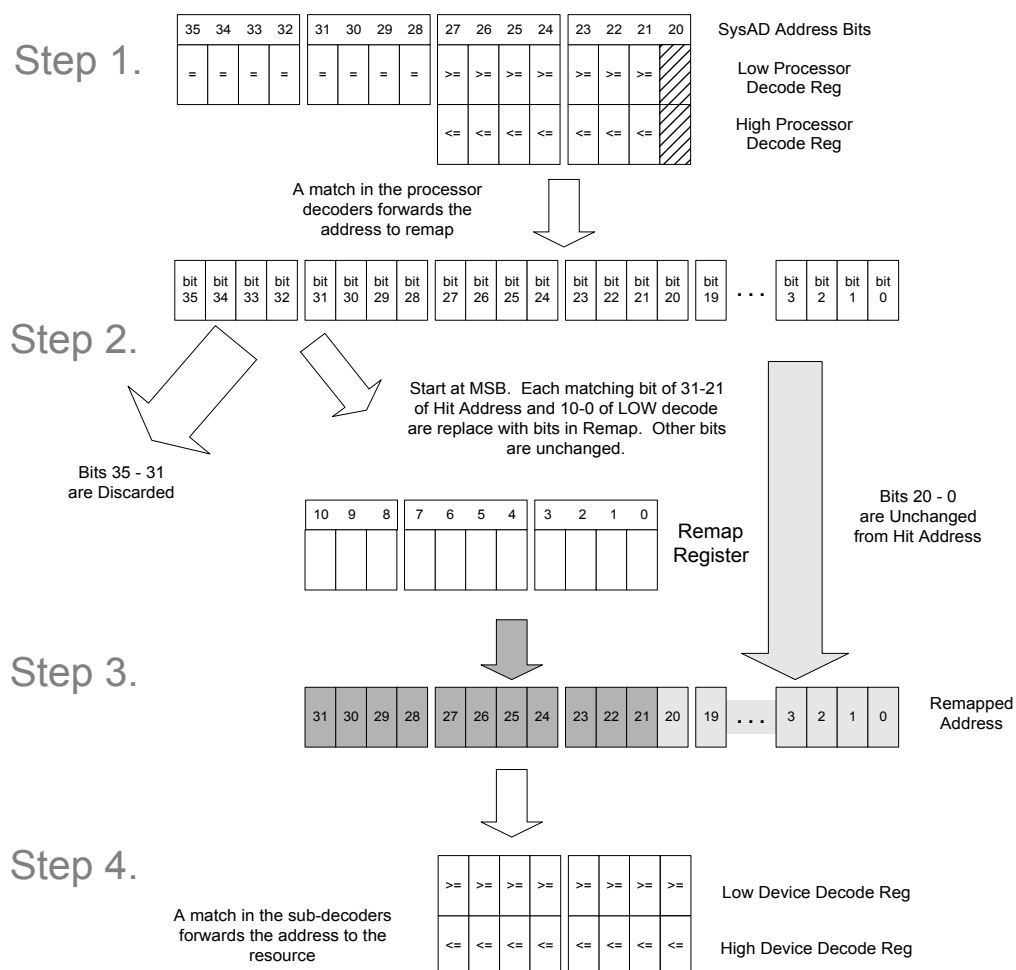 Step 1.
35 34 33 32 31 30 29 28 27 26 25 24 23 22 21 20 SysAD Address Bits
= = = = = = = = >= >= >= >= >= >= >= Low Processor
Decode Reg
<= <= <= <= <= <= <= High Processor
Decode Reg
A match in the processor
decoders forwards the
address to remap
bit bit bit bit bit bit bit bit bit bit bit bit bit bit bit bit bit bit bit bit bit
35 34 33 32 31 30 29 28 27 26 25 24 23 22 21 20 19 . . . 3 2 1 0
Step 2.
Start at MSB. Each matching bit of 31-21
of Hit Address and 10-0 of LOW decode
are replace with bits in Remap. Other bits
are unchanged.
Bits 35 - 31
are Discarded
Bits 20 - 0
are Unchanged
from Hit Address
10 9 8 7 6 5 4 3 2 1 0
Remap
Register
Step 3.
31 30 29 28 27 26 25 24 23 22 21 20 19 . . . 3 2 1 0
Remapped
Address
Step 4.
>= >= >= >= >= >= >= >= Low Device Decode Reg
<= <= <= <= <= <= <= <= High Device Decode Reg
A match in the sub-decoders
forwards the address to the
resource